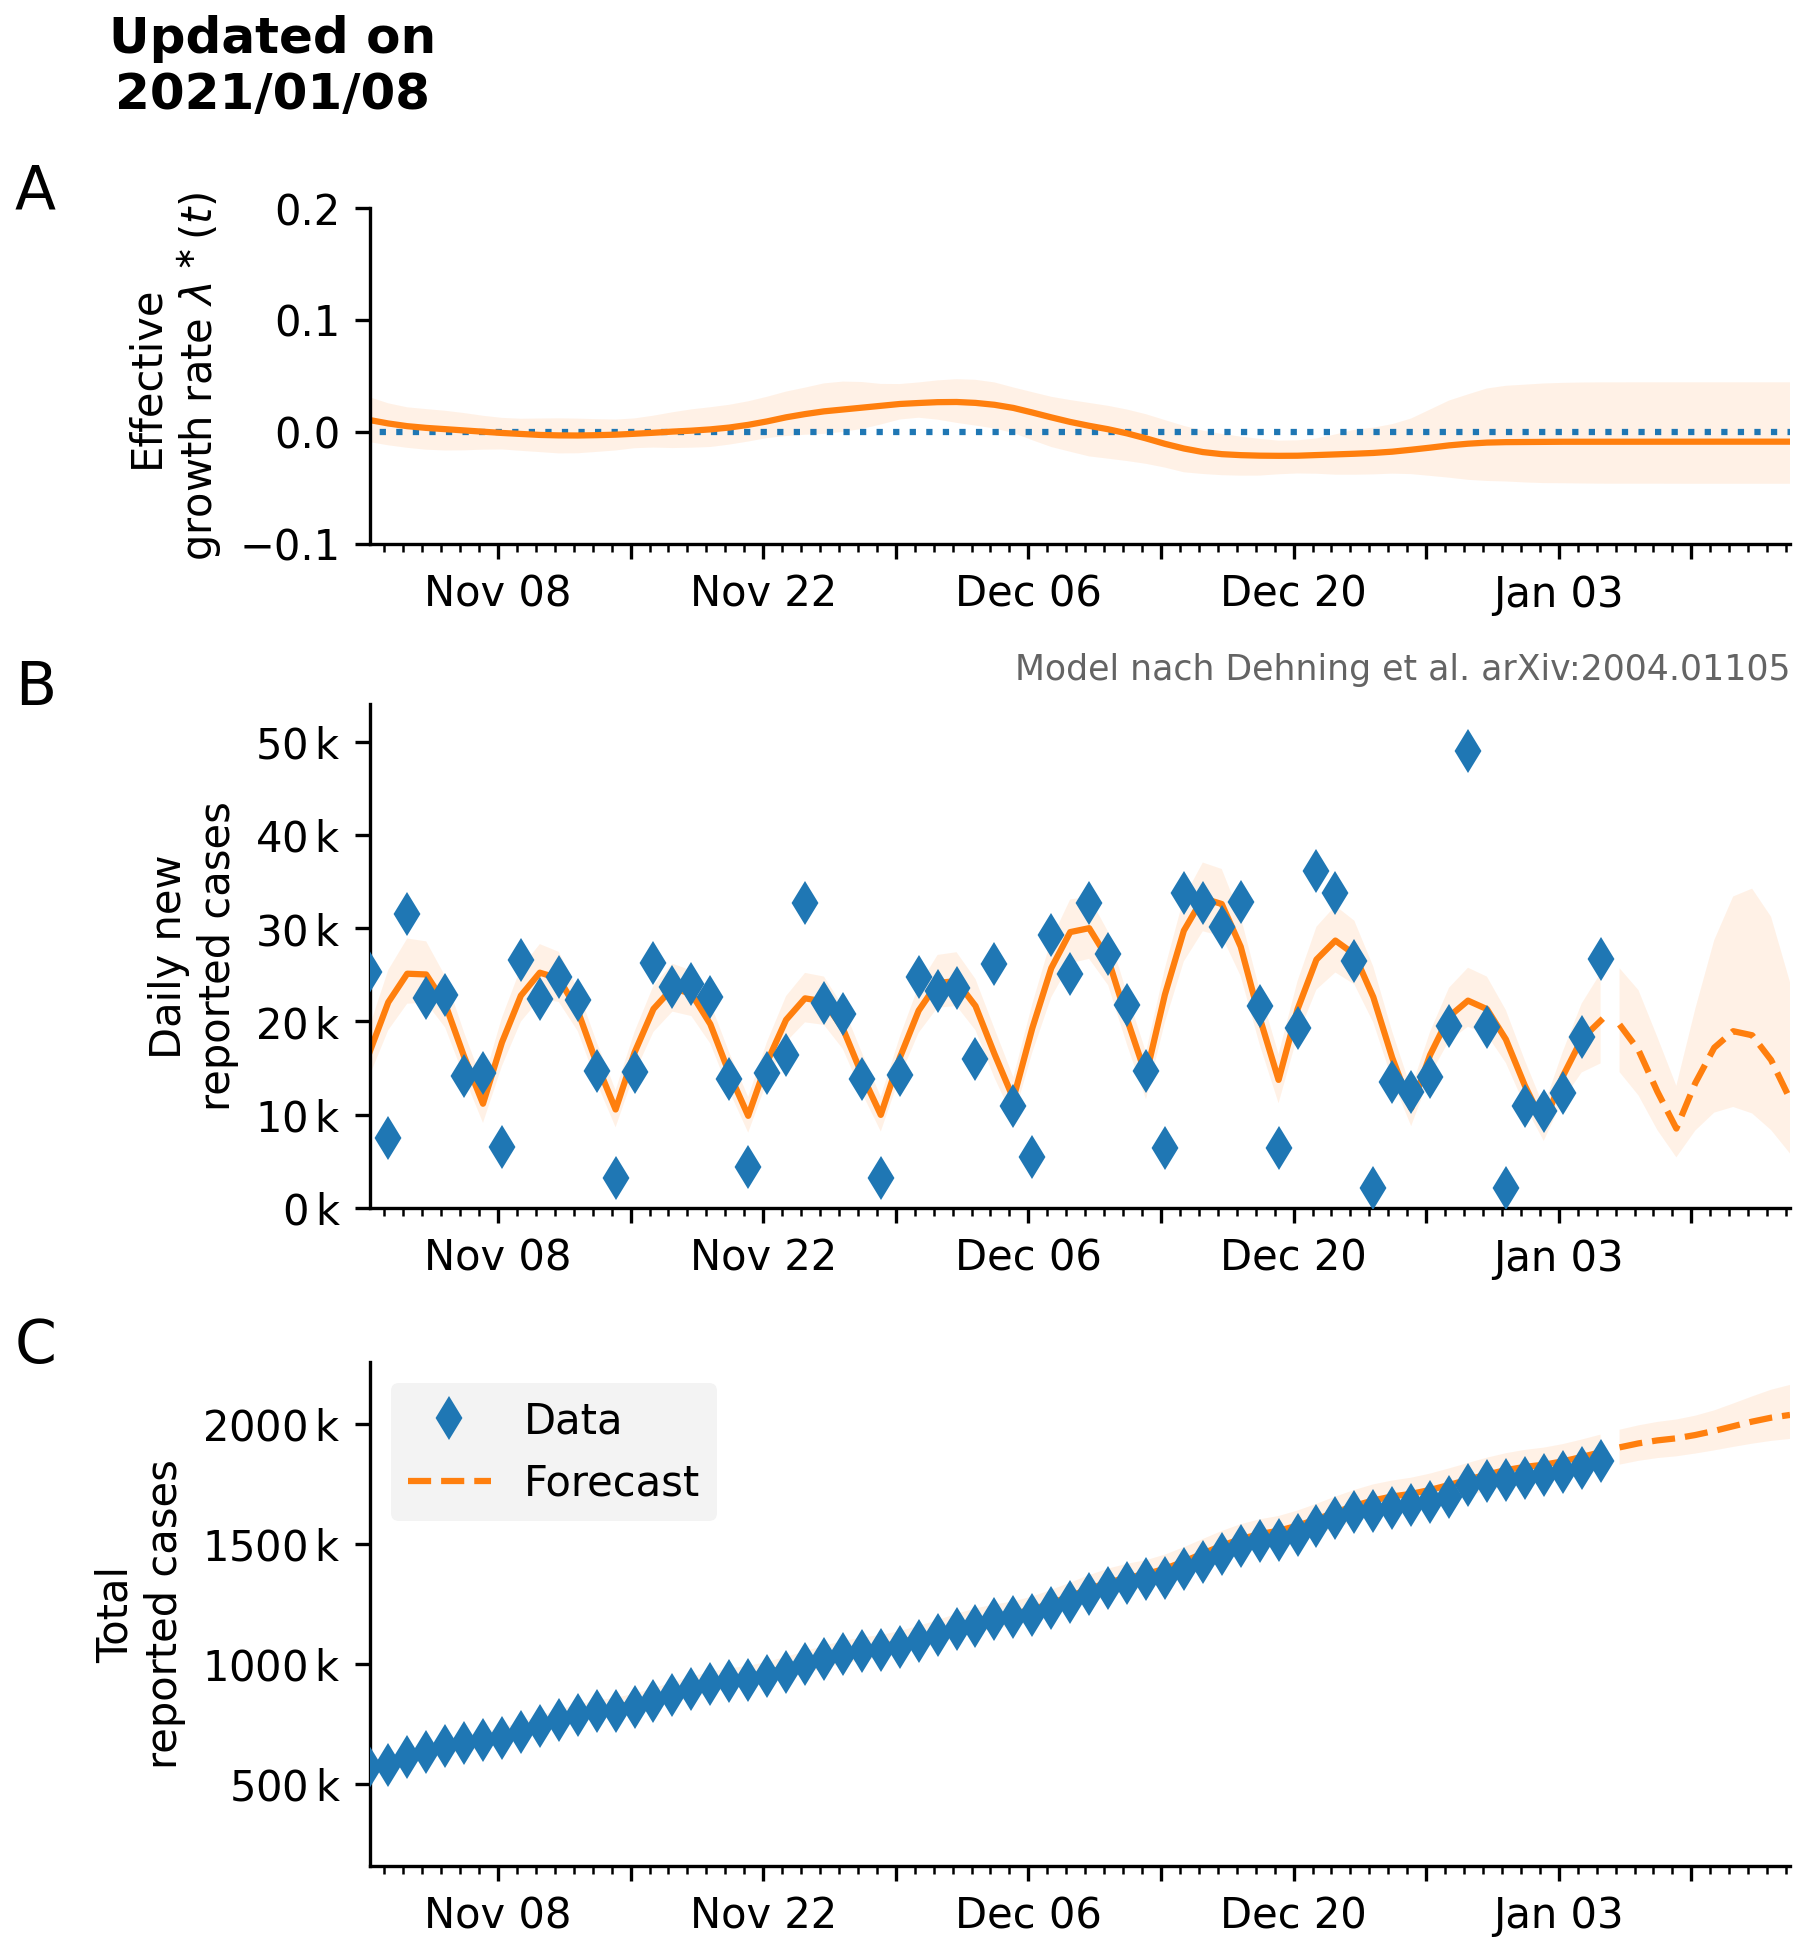 Updated on
2021/01/08
A
Effective
growth rate λ * (t)
0.2
0.1
0.0
−0.1
Nov 08 Nov 22 Dec 06 Dec 20 Jan 03
Model nach Dehning et al. arXiv:2004.01105
B
Daily new
reported cases
50 k
40 k
30 k
20 k
10 k
0 k
Nov 08 Nov 22 Dec 06 Dec 20 Jan 03
C
Total
reported cases
2000 k
1500 k
1000 k
500 k
Data
Forecast
Nov 08 Nov 22 Dec 06 Dec 20 Jan 03